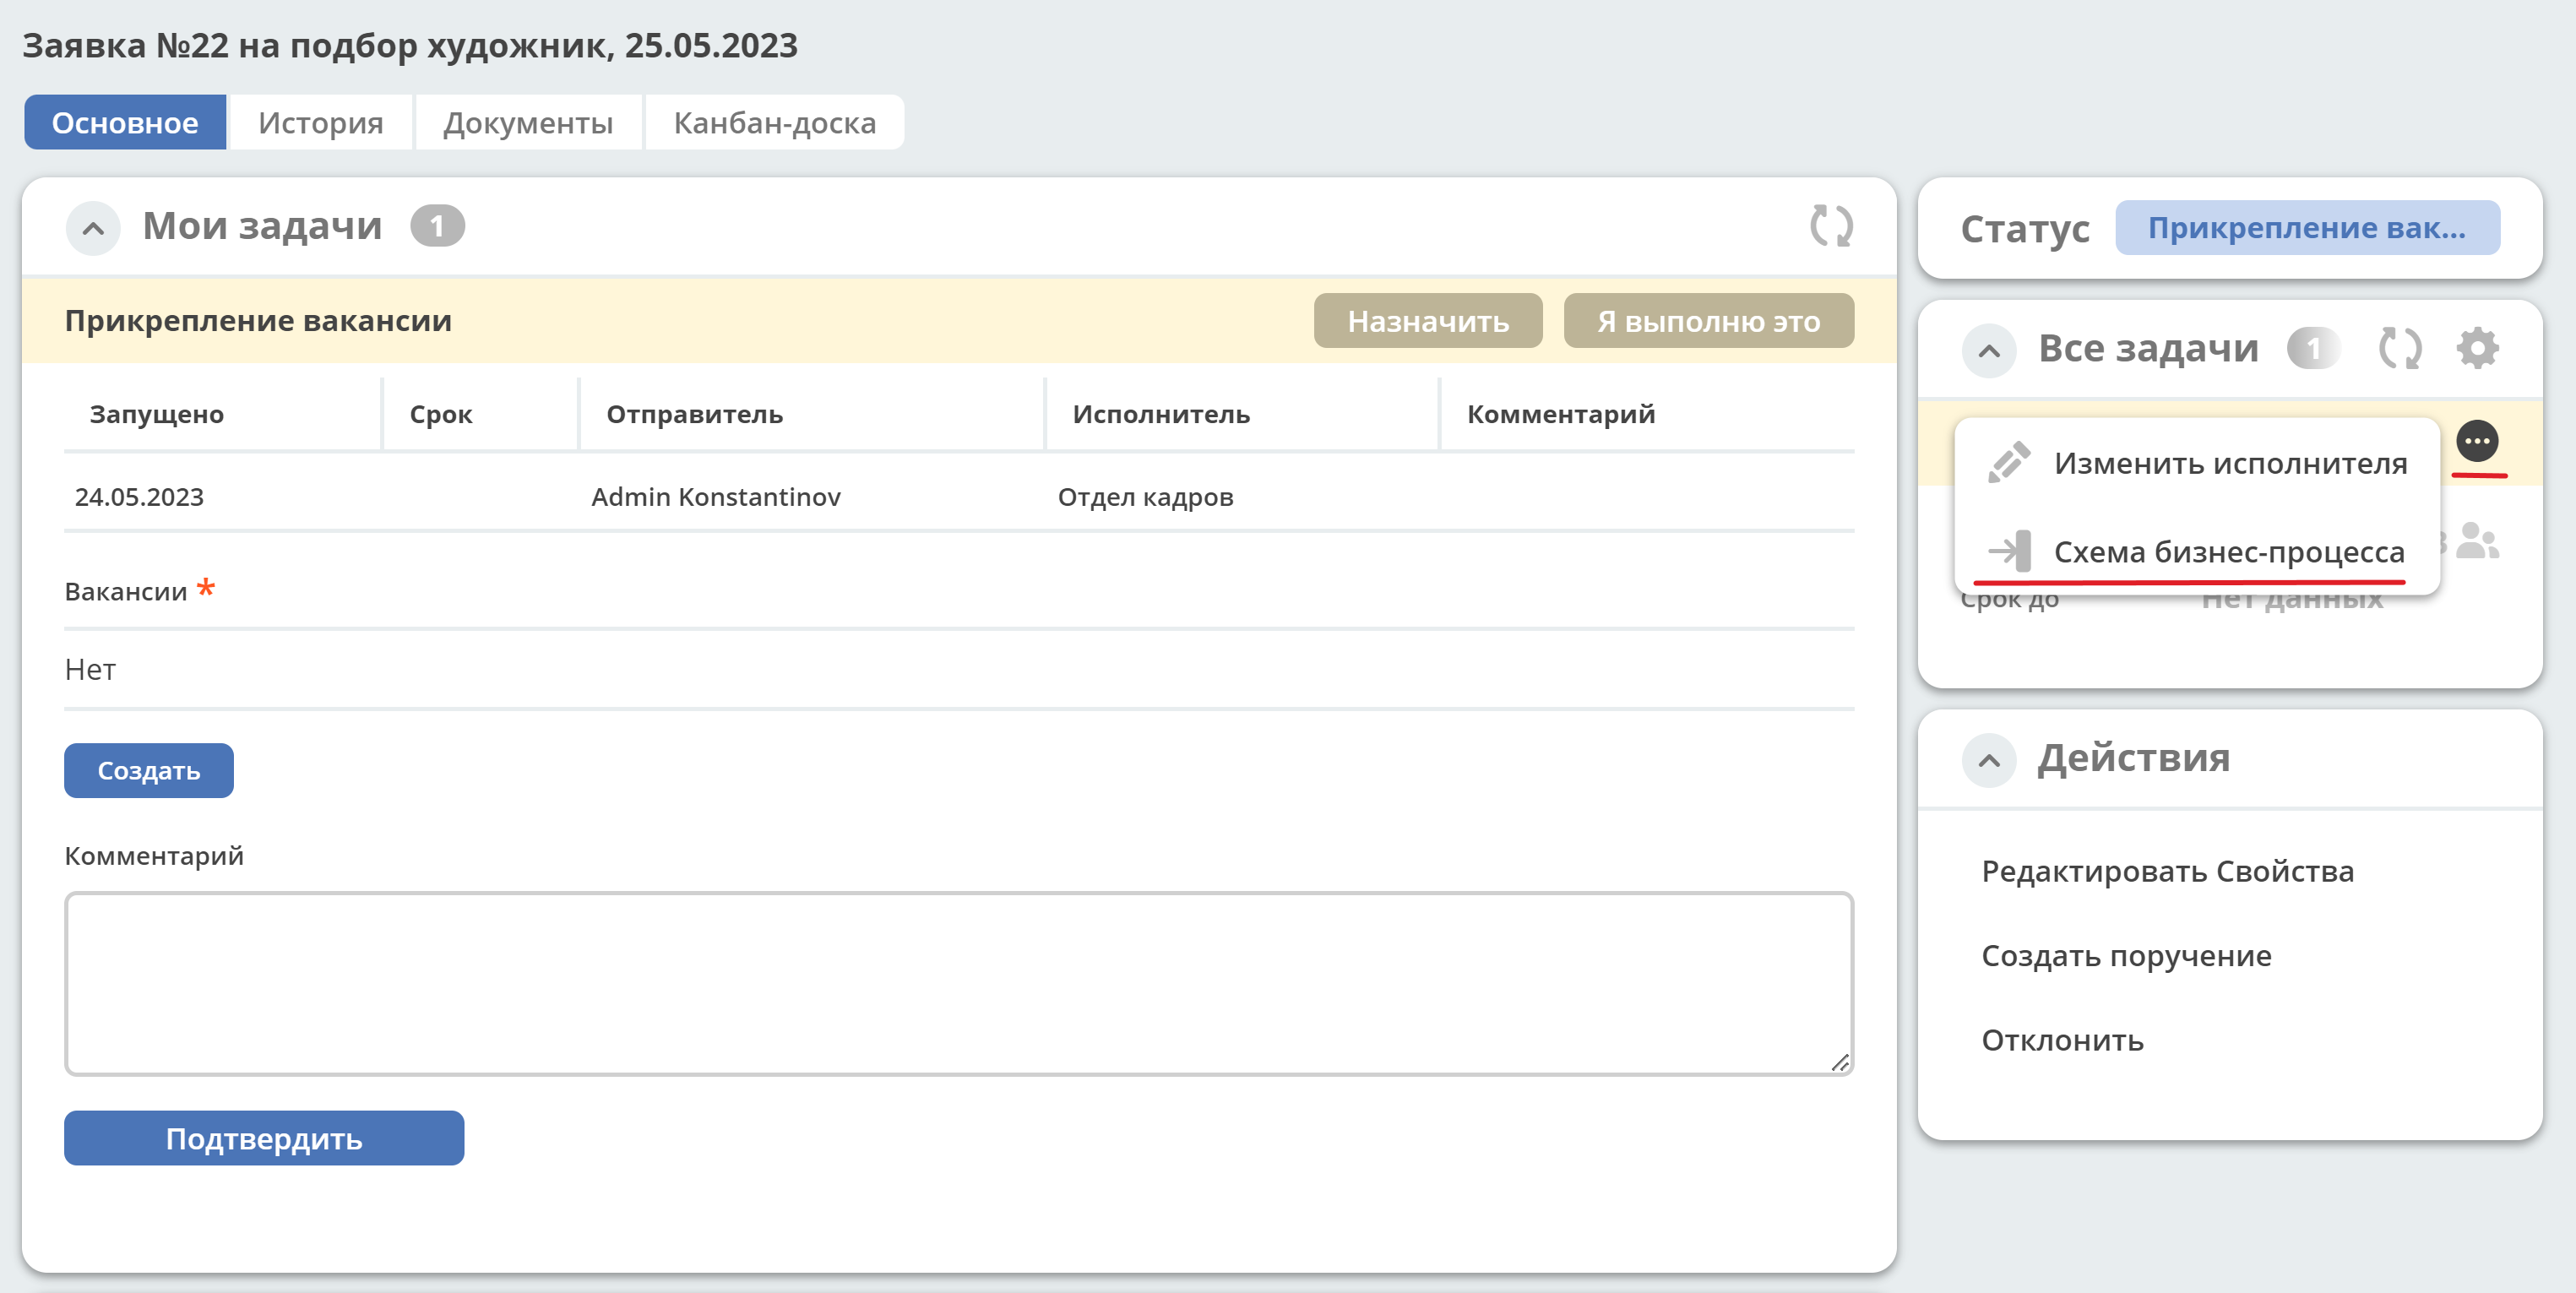 Заявка №22 на подбор художник, 25.05.2023
Основное История Документы Канбан-доска
Мои задачи 1
Прикрепление вакансии Назначить Я выполню это
Запущено Срок Отправитель Исполнитель Комментарий
24.05.2023 Admin Konstantinov Отдел кадров
Вакансии *
Нет
Создать
Комментарий
Подтвердить
Статус Прикрепление вак...
Все задачи 1
Изменить исполнителя
Схема бизнес-процесса
Срок до Нет данных
Действия
Редактировать Свойства
Создать поручение
Отклонить